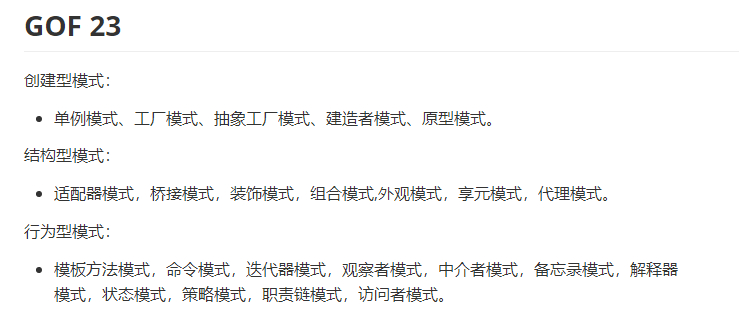 GOF 23
创建型模式：
单例模式、工厂模式、抽象工厂模式、建造者模式、原型模式。
结构型模式：
适配器模式，桥接模式，装饰模式，组合模式,外观模式，享元模式，代理模式。
行为型模式：
模板方法模式，命令模式，迭代器模式，观察者模式，中介者模式，备忘录模式，解释器
模式，状态模式，策略模式，职责链模式，访问者模式。